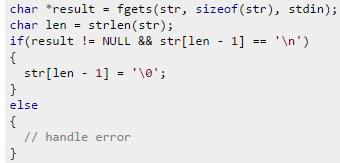 char *result = fgets(str, sizeof(str), stdin);
char len = strlen(str);
if(result != NULL && str[len - 1] == '\n')
{
  str[len - 1] = '\0';
}
else
{
  // handle error
}